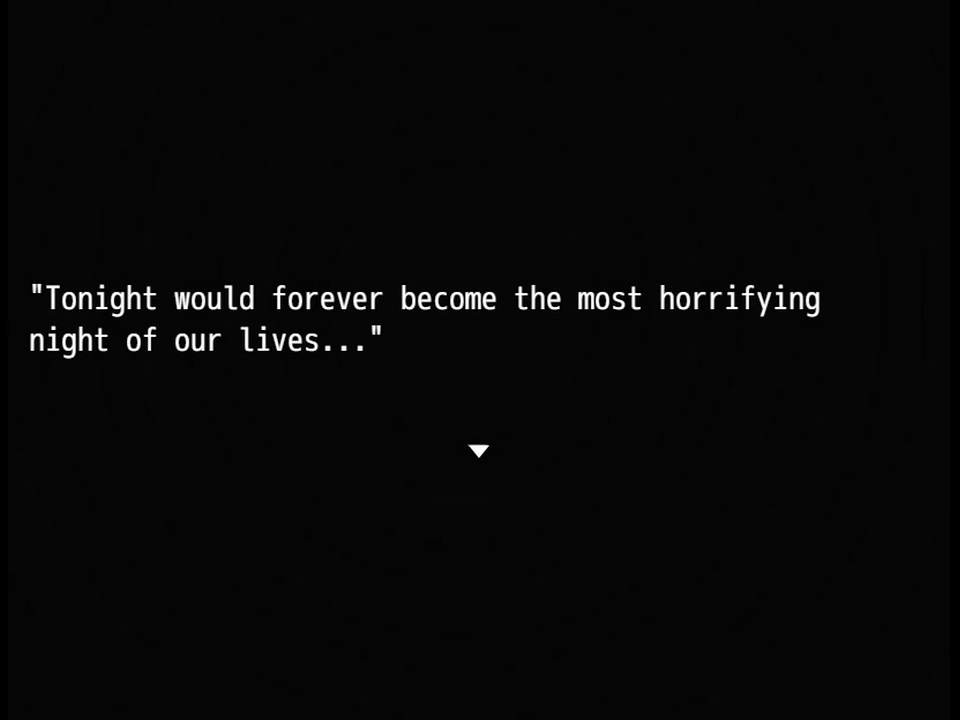 "Tonight would forever become the most horrifying
night of our lives..."